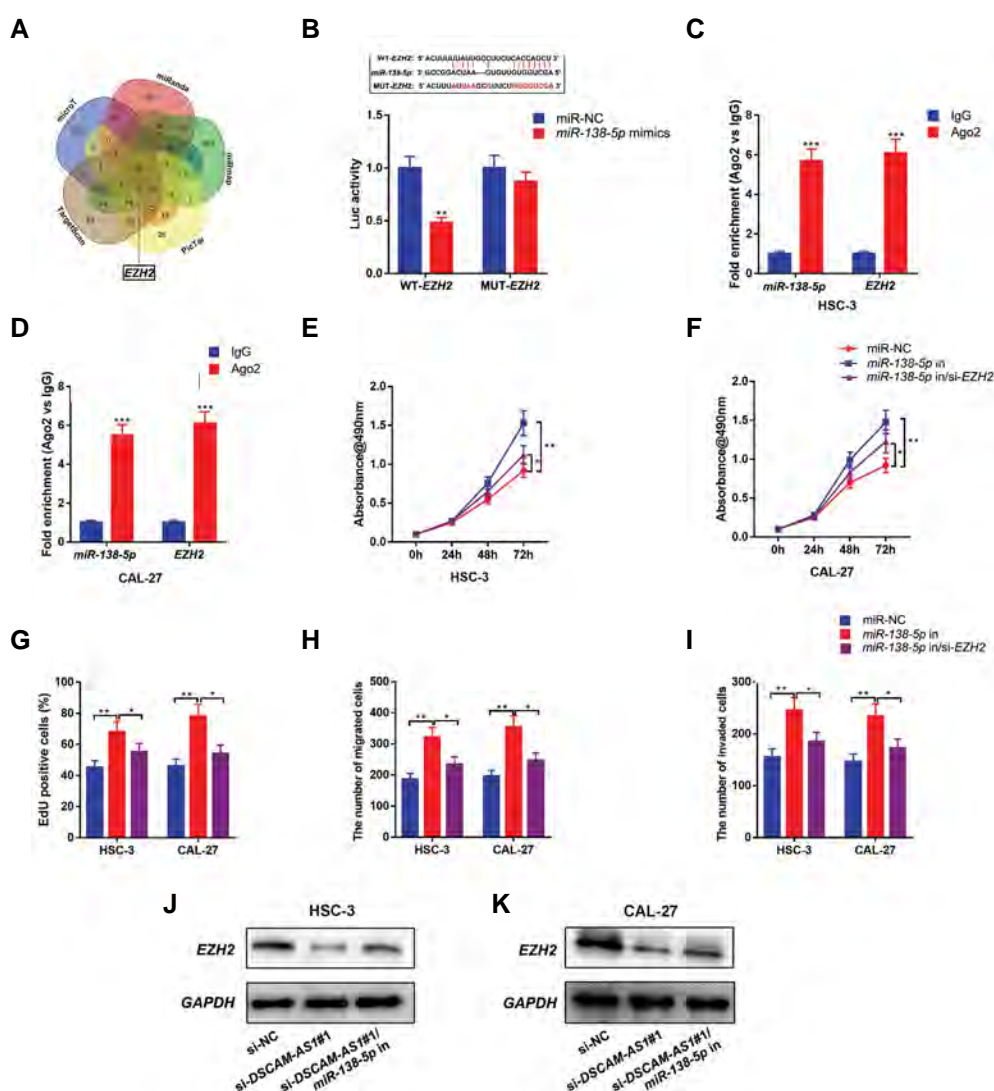 A
microT
miRanda
miRmap
TargetScan
PicTar
EZH2
B
WT-EZH2: 5' ACUUUUUAUUGCCUUCUCACCAGCU 3'
miR-138-5p: 3'
MUT-EZH2: 5'
miR-NC
miR-138-5p mimics
Luc activity
1.5
1.0
0.5
0.0
**
WT-EZH2 MUT-EZH2
C
IgG
Ago2
Fold enrichment (Ago2 vs IgG)
8
6
4
2
0
*** ***
miR-138-5p EZH2
HSC-3
D
IgG
Ago2
Fold enrichment (Ago2 vs IgG)
8
6
4
2
0
*** ***
miR-138-5p EZH2
CAL-27
E
Absorbance@490nm
2.0
1.5
1.0
0.5
0.0
**
*
0h 24h 48h 72h
HSC-3
F
miR-NC
miR-138-5p in
miR-138-5p in/si-EZH2
Absorbance@490nm
2.0
1.5
1.0
0.5
0.0
**
*
0h 24h 48h 72h
CAL-27
G
EdU positive cells (%)
100
80
60
40
20
0
** * ** *
HSC-3 CAL-27
H
The number of migrated cells
500
400
300
200
100
0
** * ** *
HSC-3 CAL-27
I
miR-NC
miR-138-5p in
miR-138-5p in/si-EZH2
The number of invaded cells
300
200
100
0
** * ** *
HSC-3 CAL-27
J
HSC-3
EZH2
GAPDH
si-NC
si-DSCAM-AS1#1
si-DSCAM-AS1#1/
miR-138-5p in
K
CAL-27
EZH2
GAPDH
si-NC
si-DSCAM-AS1#1
si-DSCAM-AS1#1/
miR-138-5p in